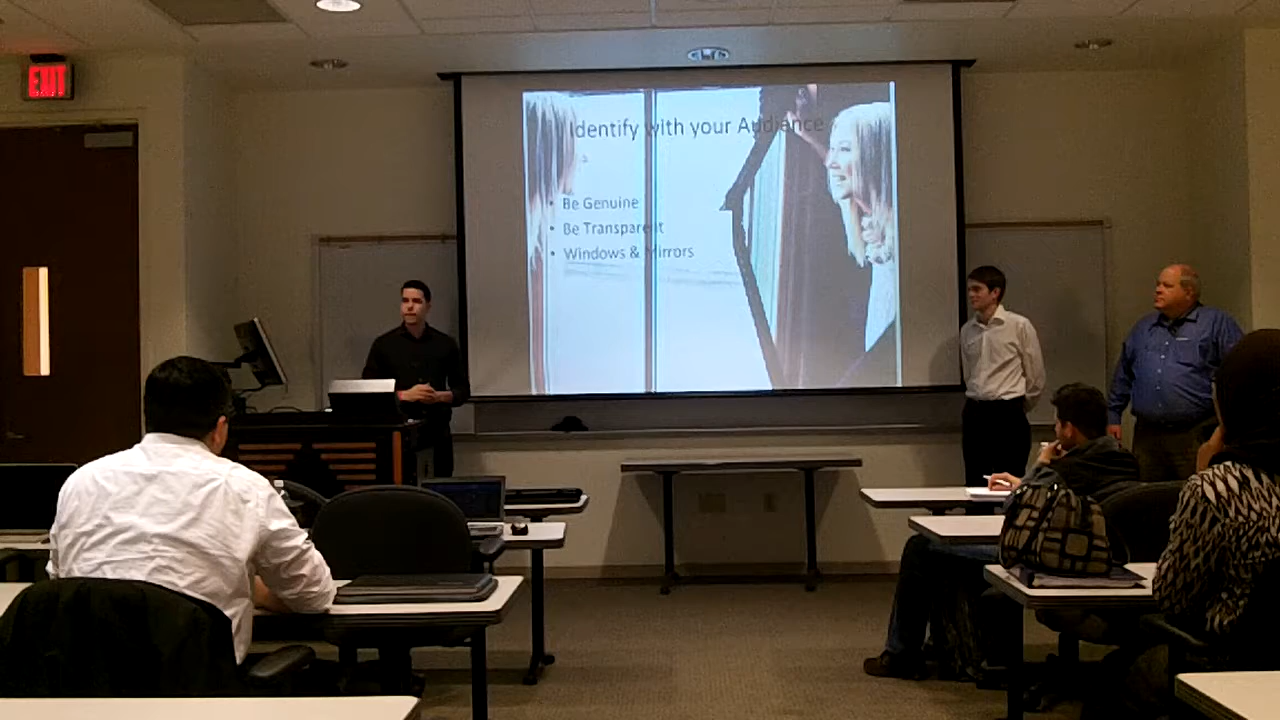 EXIT
Identify with your Audience
• Be Genuine
• Be Transparent
• Windows & Mirrors